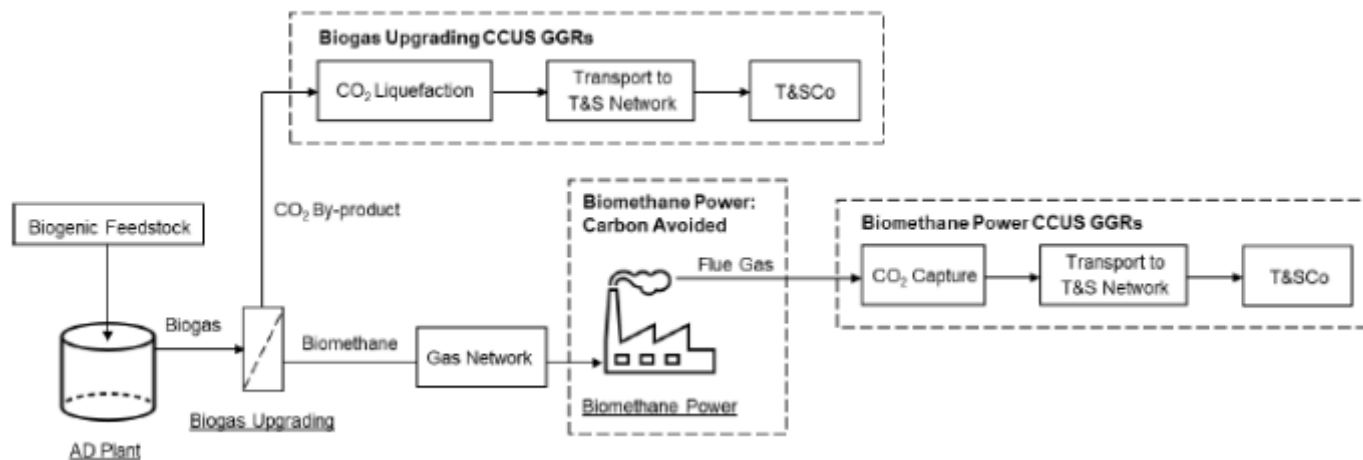 Biogas Upgrading CCUS GGRs
CO₂ Liquefaction
Transport to
T&S Network
T&SCo
CO₂ By-product
Biogenic Feedstock
Biogas
Biomethane
Gas Network
Biogas Upgrading
AD Plant
Biomethane Power:
Carbon Avoided
Flue Gas
Biomethane Power
Biomethane Power CCUS GGRs
CO₂ Capture
Transport to
T&S Network
T&SCo